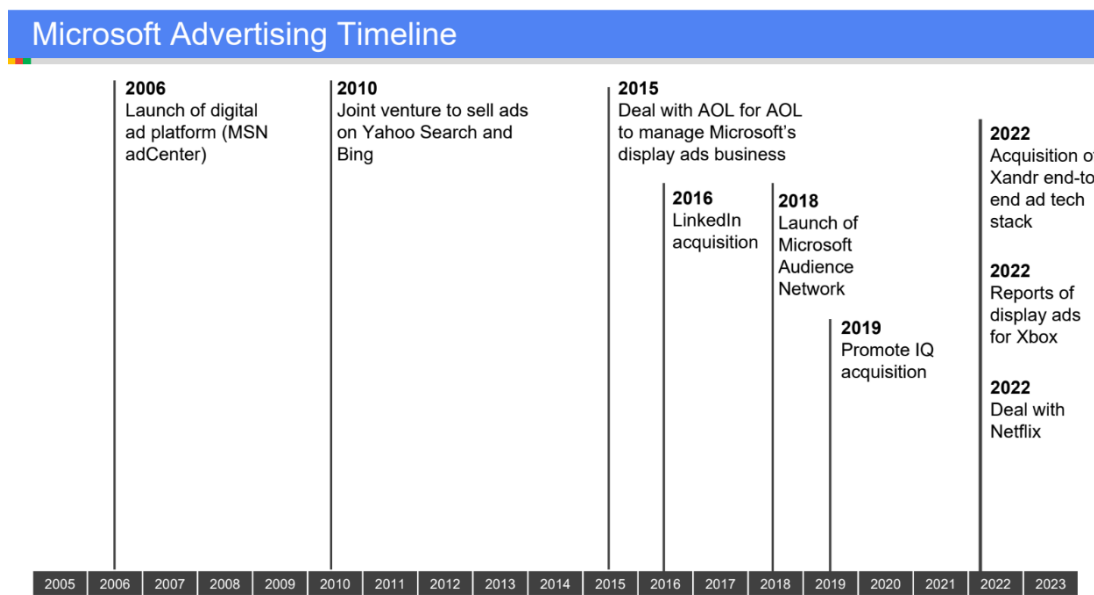 Microsoft Advertising Timeline
2006
Launch of digital
ad platform (MSN
adCenter)
2010
Joint venture to sell ads
on Yahoo Search and
Bing
2015
Deal with AOL for AOL
to manage Microsoft's
display ads business
2016
LinkedIn
acquisition
2018
Launch of
Microsoft
Audience
Network
2019
Promote IQ
acquisition
2022
Acquisition of
Xandr end-to
end ad tech
stack
2022
Reports of
display ads
for Xbox
2022
Deal with
Netflix
2005 2006 2007 2008 2009 2010 2011 2012 2013 2014 2015 2016 2017 2018 2019 2020 2021 2022 2023